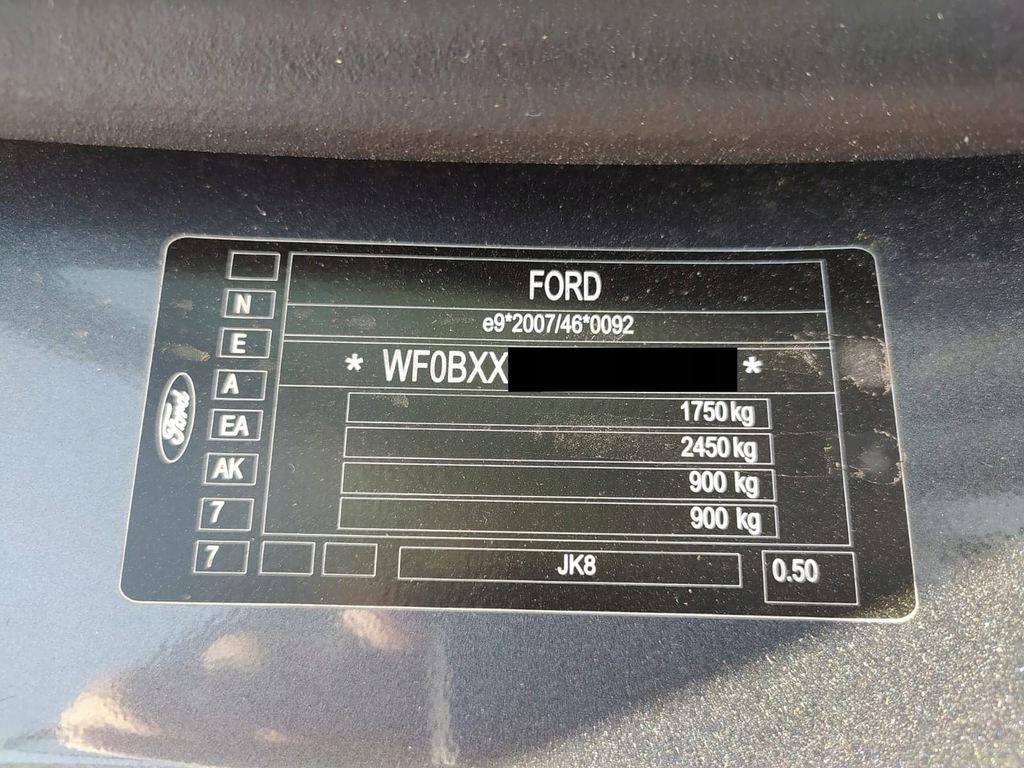 FORD
e9*2007/46*0092
* WF0BXX *
1750 kg
2450 kg
900 kg
900 kg
N
E
A
EA
AK
7
7
Ford
JK8
0.50